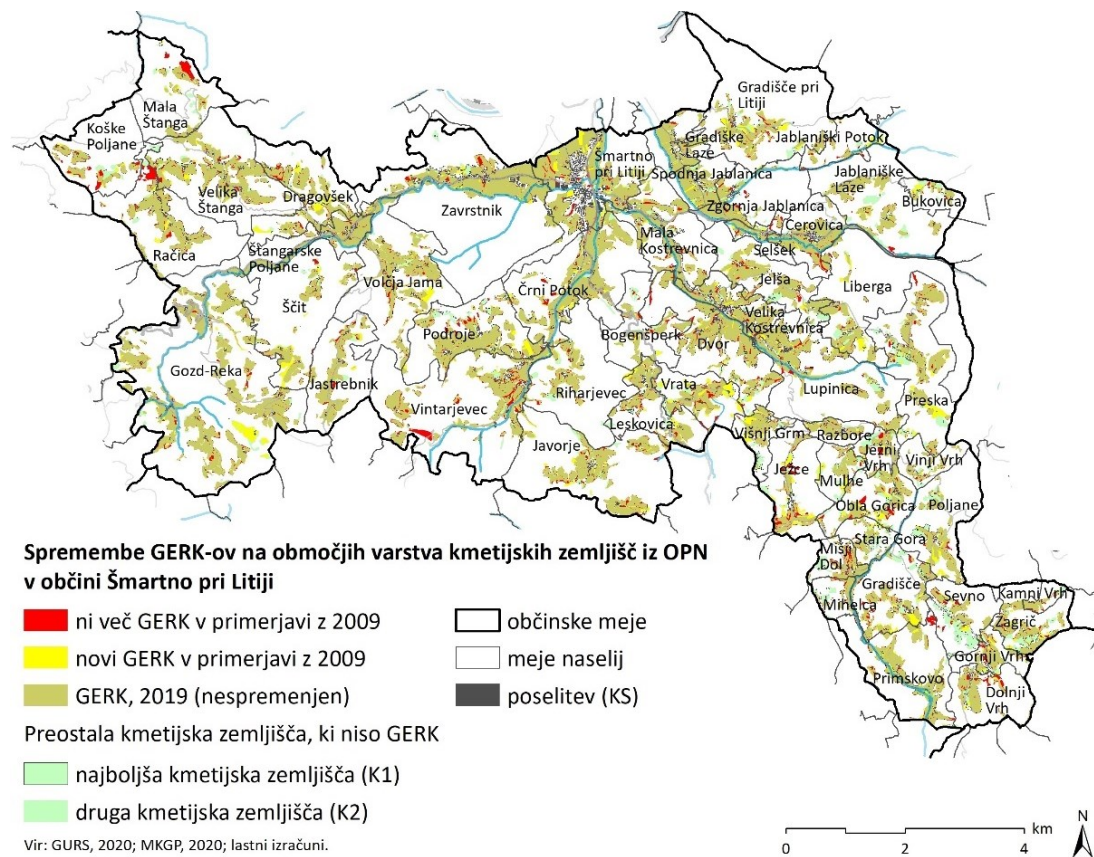 Gradišče pri
Litiji
Mala
Štanga
Koške
Poljane
Gradiške
Laze
Jablaniški Potok
Šmartno
pri Litiji
Spodnja Jablanica
Jablaniške
Laze
Velika
Štanga
Dragovšek
Bukovica
Zavrstnik
Zgornja Jablanica
Cerovica
Mala
Kostrevnica
Račica
Štangarske
Poljane
Selšek
Volčja Jama
Ščit
Črni Potok
Jelša
Liberga
Velika
Kostrevnica
Podroje
Bogenšperk
Dvor
Gozd-Reka
Jastrebnik
Riharjevec
Vrata
Lupinica
Preska
Vintarjevec
Leskovica
Višnji Grm
Razbore
Javorje
Ježni
Vrh
Vinji Vrh
Ježce
Mulhe
Obla Gorica
Poljane
Stara Gora
Mišji
Dol
Gradišče
Sevno
Kamni Vrh
Mihelca
Zagrič
Gornji Vrh
Primskovo
Dolnji
Vrh
Spremembe GERK-ov na območjih varstva kmetijskih zemljišč iz OPN
v občini Šmartno pri Litiji
ni več GERK v primerjavi z 2009
občinske meje
novi GERK v primerjavi z 2009
meje naselij
GERK, 2019 (nespremenjen)
poselitev (KS)
Preostala kmetijska zemljišča, ki niso GERK
najboljša kmetijska zemljišča (K1)
druga kmetijska zemljišča (K2)
Vir: GURS, 2020; MKGP, 2020; lastni izračuni.
km
0 2 4
N